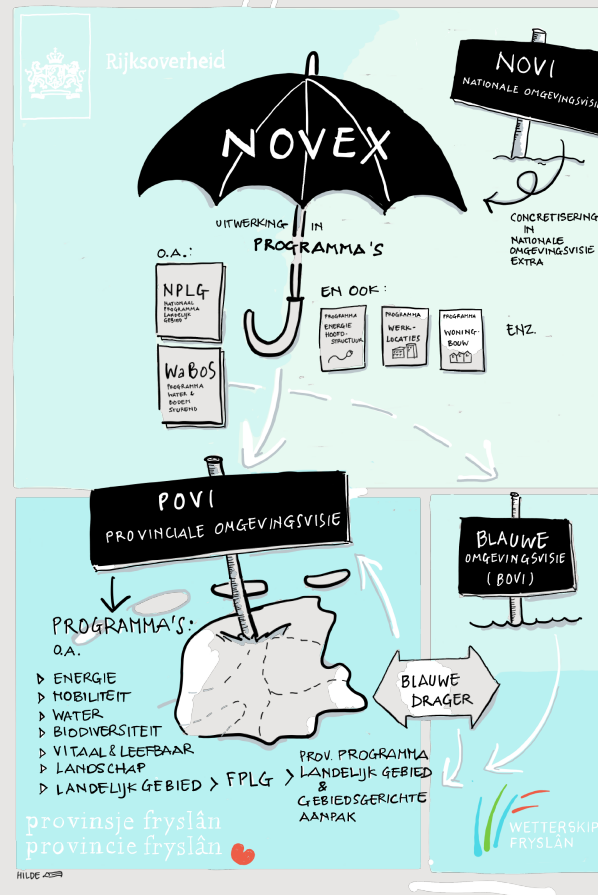 Rijksoverheid
NOVI
NATIONALE OMGEVINGSVISIE
NOVEX
CONCRETISERING
IN
NATIONALE
OMGEVINGSVISIE
EXTRA
UITWERKING IN
PROGRAMMA'S
O.A.:
NPLG
NATIONAAL
PROGRAMMA
LANDELIJK
GEBIED
EN OOK:
PROGRAMMA
ENERGIE
HOOFD-
STRUCTUUR
PROGRAMMA
WERK-
LOCATIES
PROGRAMMA
WONING-
BOUW
ENZ.
WaBoS
PROGRAMMA
WATER &
BODEM
STUREND
POVI
PROVINCIALE OMGEVINGSVISIE
BLAUWE
OMGEVINGSVISIE
(BOVI)
PROGRAMMA'S:
O.A.
▷ ENERGIE
▷ MOBILITEIT
▷ WATER
▷ BIODIVERSITEIT
▷ VITAAL & LEEFBAAR
▷ LANDSCHAP
▷ LANDELIJK GEBIED > FPLG >
PROV. PROGRAMMA
LANDELIJK GEBIED
&
GEBIEDSGERICHTE
AANPAK
BLAUWE
DRAGER
provinsje fryslân
provincie fryslân
WETTERSKIP
FRYSLÂN
HILDE